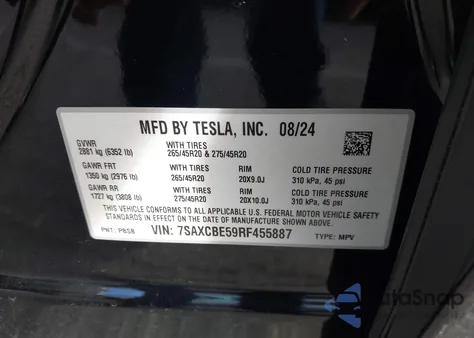 MFD BY TESLA, INC. 08/24
GVWR WITH TIRES
2881 kg (6352 lb) 265/45R20 & 275/45R20
GAWR FRT WITH TIRES RIM COLD TIRE PRESSURE
1350 kg (2976 lb) 265/45R20 20X9.0J 310 kPa, 45 psi
GAWR RR WITH TIRES RIM COLD TIRE PRESSURE
1727 kg (3808 lb) 275/45R20 20X10.0J 310 kPa, 45 psi
THIS VEHICLE CONFORMS TO ALL APPLICABLE U.S. FEDERAL MOTOR VEHICLE SAFETY
STANDARDS IN EFFECT ON THE DATE OF MANUFACTURE SHOWN ABOVE.
PNT: PBSB VIN: 7SAXCBE59RF455887 TYPE: MPV
DataSnap